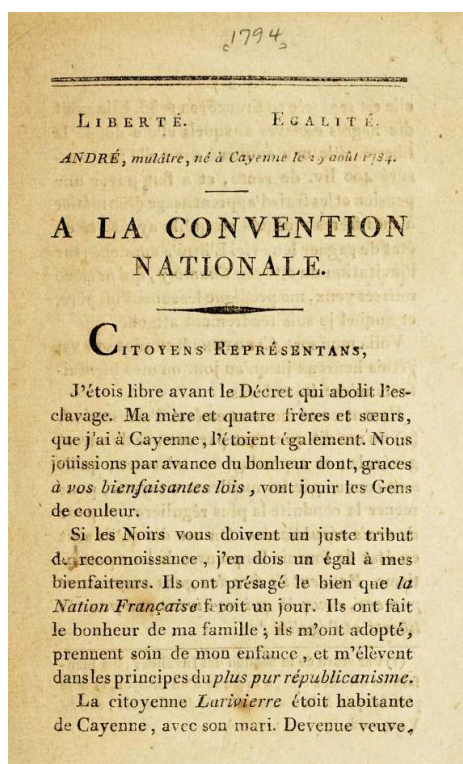 1794
LIBERTÉ. EGALITÉ.
ANDRÉ, mulâtre, né à Cayenne le 29 août 1784.
A LA CONVENTION
NATIONALE.
CITOYENS REPRÉSENTANS,
J'étois libre avant le Décret qui abolit l'es-
clavage. Ma mère et quatre frères et sœurs,
que j'ai à Cayenne, l'étoient également. Nous
jouissions par avance du bonheur dont, graces
à vos bienfaisantes lois, vont jouir les Gens
de couleur.
Si les Noirs vous doivent un juste tribut
de reconnoissance, j'en dois un égal à mes
bienfaiteurs. Ils ont présagé le bien que la
Nation Française feroit un jour. Ils ont fait
le bonheur de ma famille; ils m'ont adopté,
prennent soin de mon enfance, et m'élèvent
dans les principes du plus pur républicanisme.
La citoyenne Larivierre étoit habitante
de Cayenne, avec son mari. Devenue veuve,